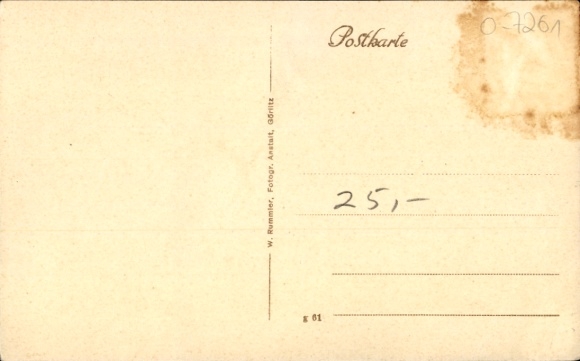 Postkarte
O-7261
W. Rummler, Fotogr. Anstalt, Görlitz
25,-
g 61